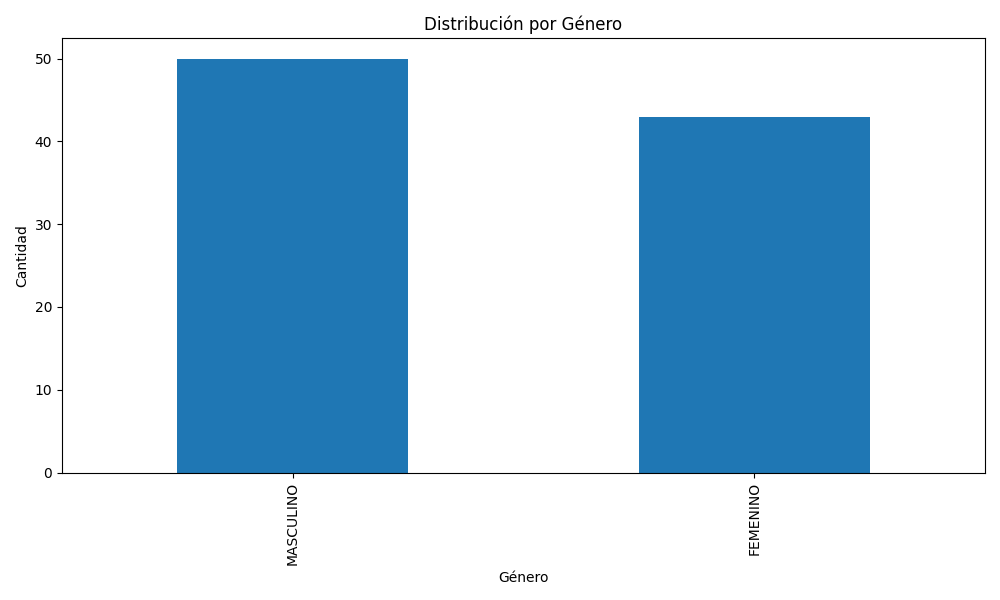 Distribución por Género
Cantidad
50
40
30
20
10
0
MASCULINO
FEMENINO
Género